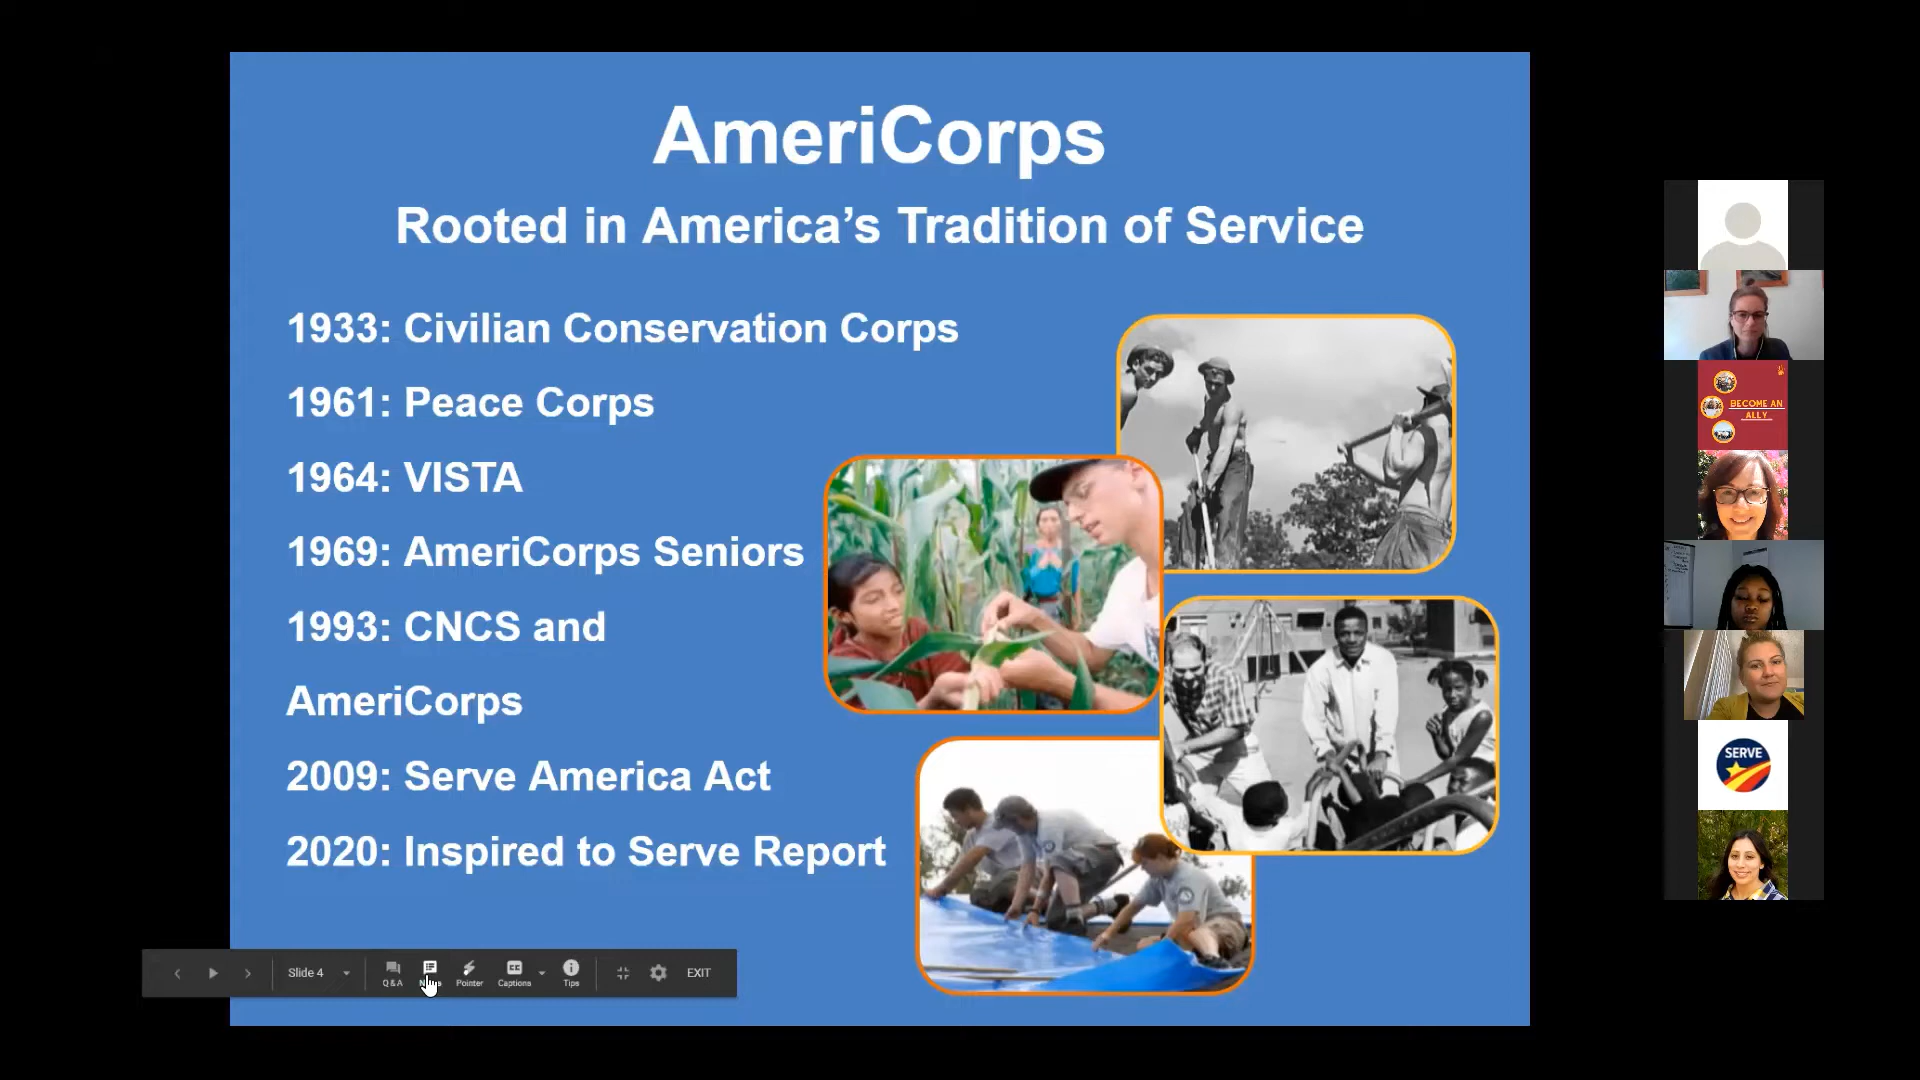 AmeriCorps
Rooted in America’s Tradition of Service
1933: Civilian Conservation Corps
1961: Peace Corps
1964: VISTA
1969: AmeriCorps Seniors
1993: CNCS and
AmeriCorps
2009: Serve America Act
2020: Inspired to Serve Report
Slide 4
Q&A
Pointer
CC
Captions
Tips
EXIT
BECOME AN
ALLY
SERVE